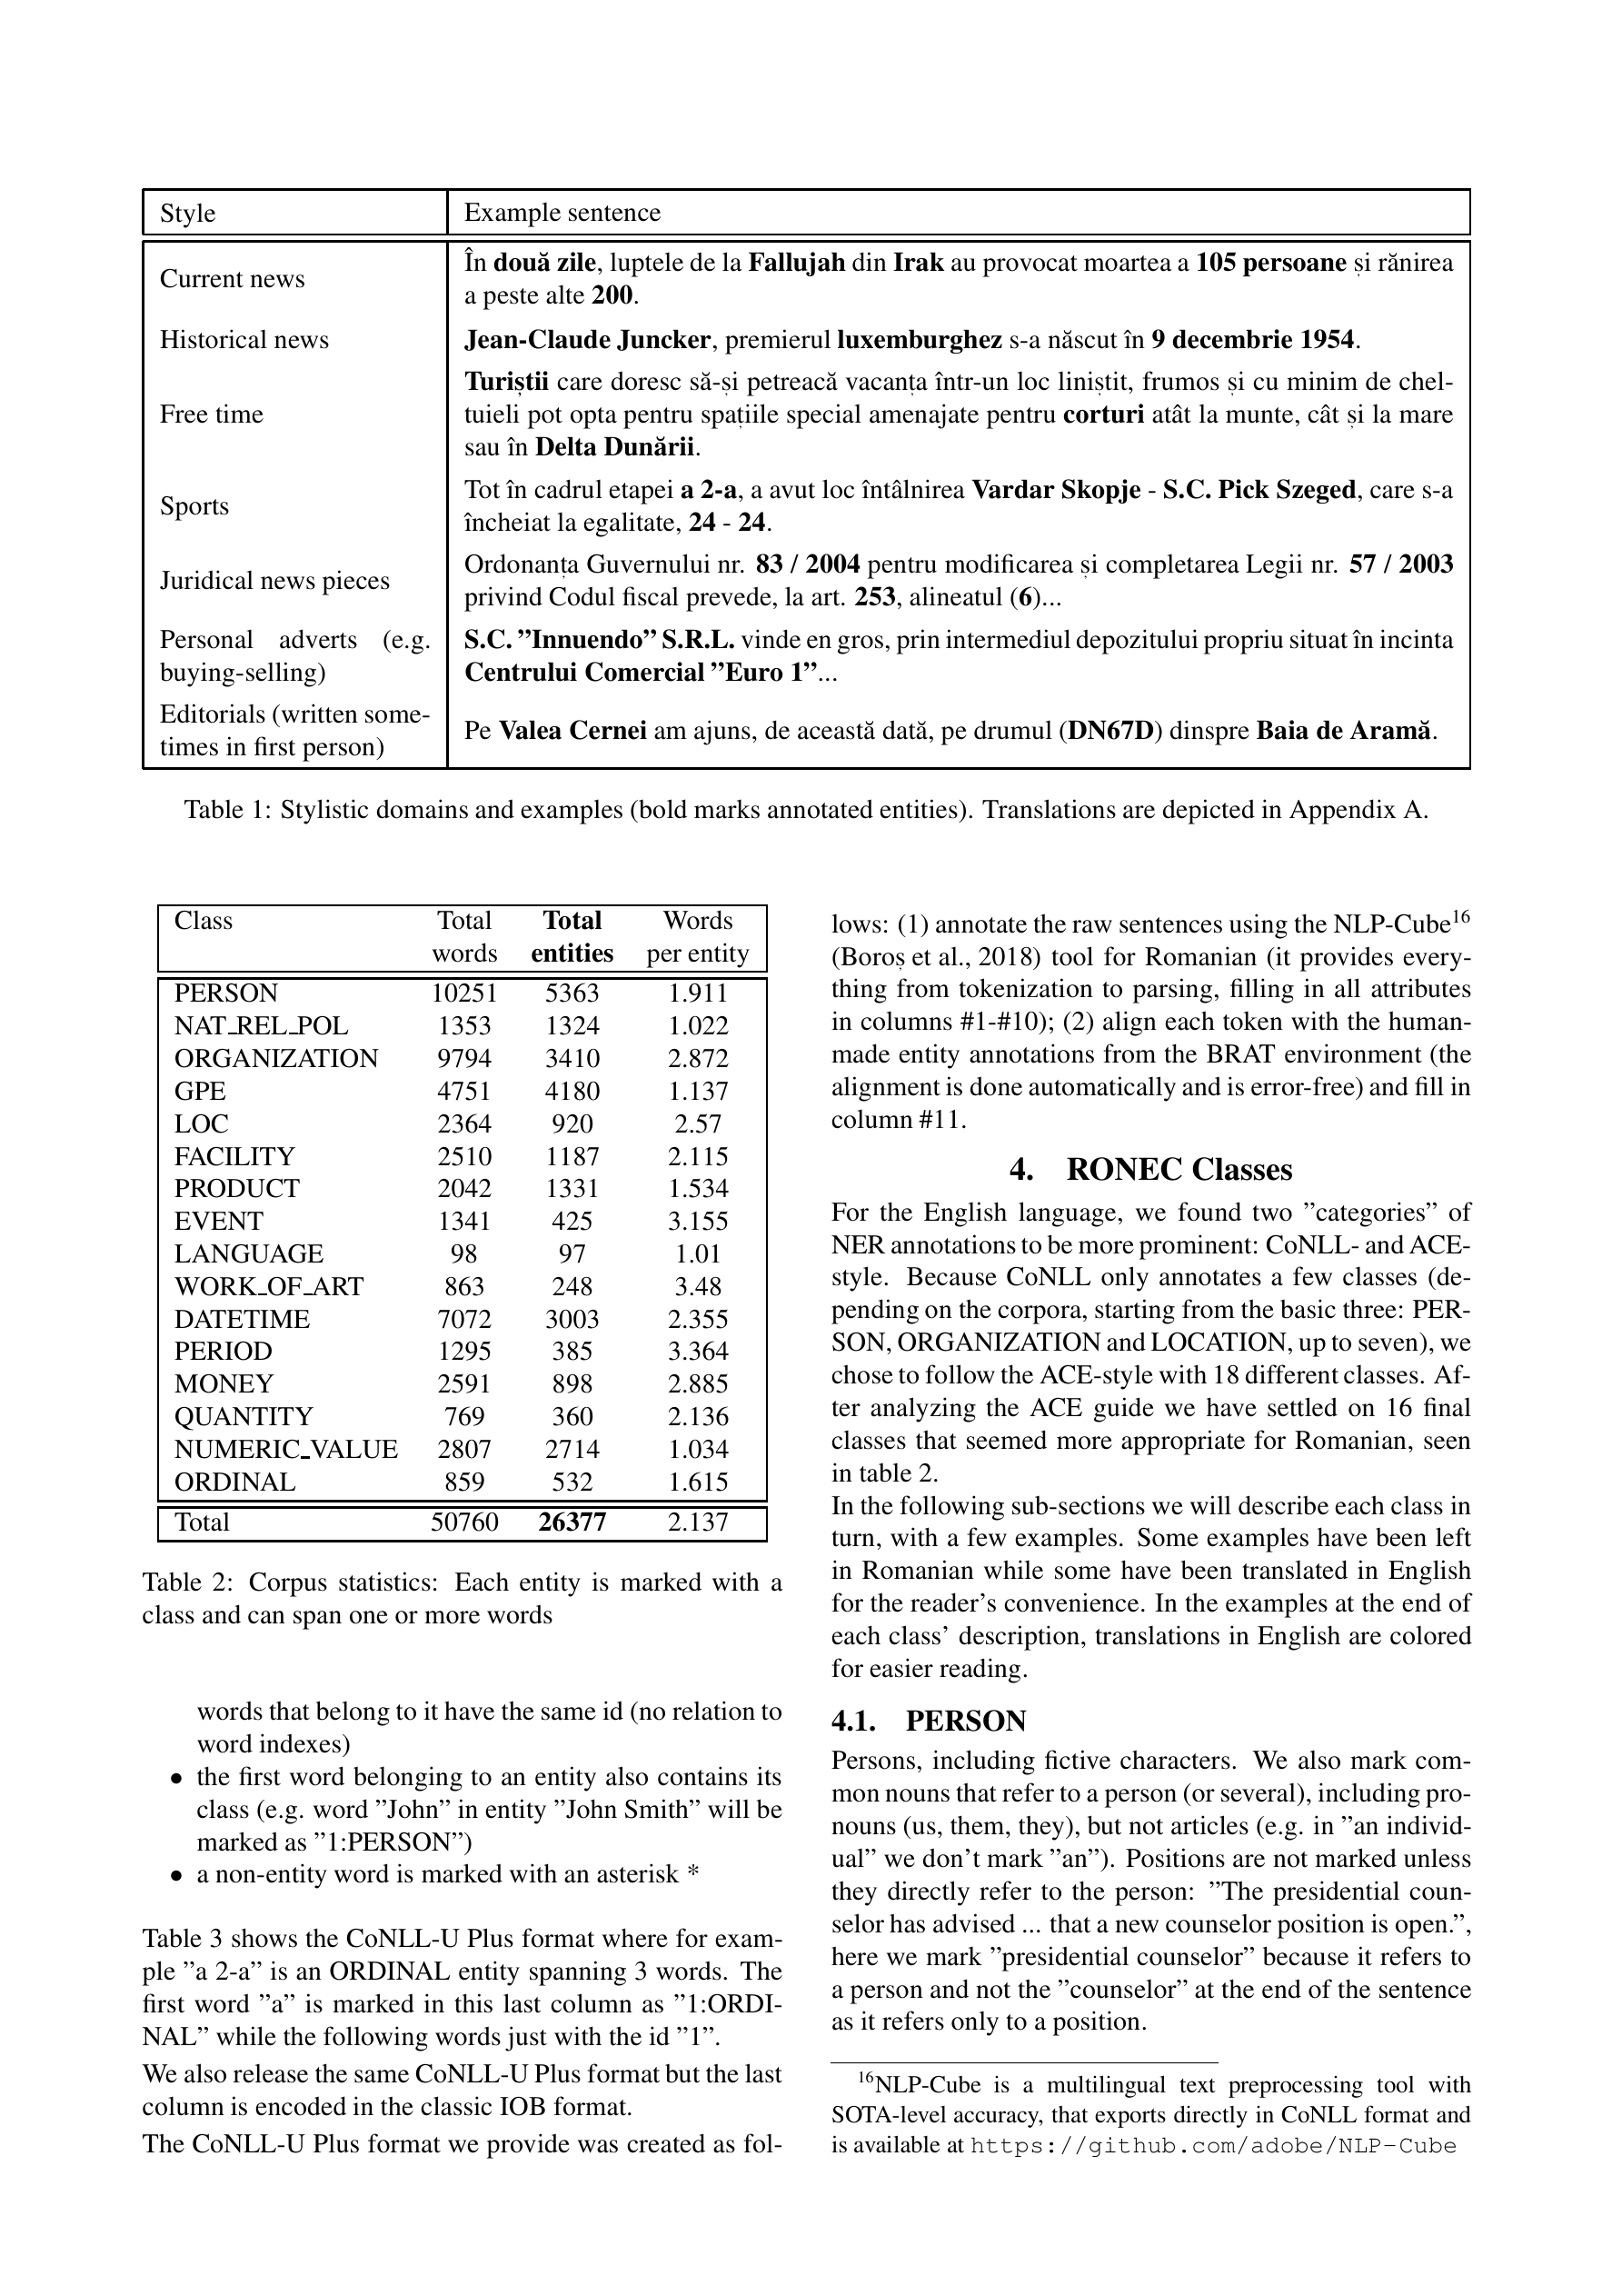 Style Example sentence
Current news
În două zile, luptele de la Fallujah din Irak au provocat moartea a 105 persoane și rănirea
a peste alte 200.
Historical news Jean-Claude Juncker, premierul luxemburghez s-a născut în 9 decembrie 1954.
Free time
Turiștii care doresc să-și petreacă vacanța într-un loc liniștit, frumos și cu minim de chel-
tuieli pot opta pentru spațiile special amenajate pentru corturi atât la munte, cât și la mare
sau în Delta Dunării.
Sports
Tot în cadrul etapei a 2-a, a avut loc întâlnirea Vardar Skopje - S.C. Pick Szeged, care s-a
încheiat la egalitate, 24 - 24.
Juridical news pieces
Ordonanța Guvernului nr. 83 / 2004 pentru modificarea și completarea Legii nr. 57 / 2003
privind Codul fiscal prevede, la art. 253, alineatul (6)...
Personal adverts (e.g.
buying-selling)
S.C. ”Innuendo” S.R.L. vinde en gros, prin intermediul depozitului propriu situat în incinta
Centrului Comercial ”Euro 1”...
Editorials (written some-
times in first person)
Pe Valea Cernei am ajuns, de această dată, pe drumul (DN67D) dinspre Baia de Aramă.
Table 1: Stylistic domains and examples (bold marks annotated entities). Translations are depicted in Appendix A.
Class Total Total Words
words entities per entity
PERSON 10251 5363 1.911
NAT_REL_POL 1353 1324 1.022
ORGANIZATION 9794 3410 2.872
GPE 4751 4180 1.137
LOC 2364 920 2.57
FACILITY 2510 1187 2.115
PRODUCT 2042 1331 1.534
EVENT 1341 425 3.155
LANGUAGE 98 97 1.01
WORK_OF_ART 863 248 3.48
DATETIME 7072 3003 2.355
PERIOD 1295 385 3.364
MONEY 2591 898 2.885
QUANTITY 769 360 2.136
NUMERIC_VALUE 2807 2714 1.034
ORDINAL 859 532 1.615
Total 50760 26377 2.137
Table 2: Corpus statistics: Each entity is marked with a
class and can span one or more words
words that belong to it have the same id (no relation to
word indexes)
• the first word belonging to an entity also contains its
class (e.g. word ”John” in entity ”John Smith” will be
marked as ”1:PERSON”)
• a non-entity word is marked with an asterisk *
Table 3 shows the CoNLL-U Plus format where for exam-
ple ”a 2-a” is an ORDINAL entity spanning 3 words. The
first word ”a” is marked in this last column as ”1:ORDI-
NAL” while the following words just with the id ”1”.
We also release the same CoNLL-U Plus format but the last
column is encoded in the classic IOB format.
The CoNLL-U Plus format we provide was created as fol-
lows: (1) annotate the raw sentences using the NLP-Cube16
(Boroș et al., 2018) tool for Romanian (it provides every-
thing from tokenization to parsing, filling in all attributes
in columns #1-#10); (2) align each token with the human-
made entity annotations from the BRAT environment (the
alignment is done automatically and is error-free) and fill in
column #11.
4. RONEC Classes
For the English language, we found two ”categories” of
NER annotations to be more prominent: CoNLL- and ACE-
style. Because CoNLL only annotates a few classes (de-
pending on the corpora, starting from the basic three: PER-
SON, ORGANIZATION and LOCATION, up to seven), we
chose to follow the ACE-style with 18 different classes. Af-
ter analyzing the ACE guide we have settled on 16 final
classes that seemed more appropriate for Romanian, seen
in table 2.
In the following sub-sections we will describe each class in
turn, with a few examples. Some examples have been left
in Romanian while some have been translated in English
for the reader’s convenience. In the examples at the end of
each class’ description, translations in English are colored
for easier reading.
4.1. PERSON
Persons, including fictive characters. We also mark com-
mon nouns that refer to a person (or several), including pro-
nouns (us, them, they), but not articles (e.g. in ”an individ-
ual” we don’t mark ”an”). Positions are not marked unless
they directly refer to the person: ”The presidential coun-
selor has advised ... that a new counselor position is open.”,
here we mark ”presidential counselor” because it refers to
a person and not the ”counselor” at the end of the sentence
as it refers only to a position.
16NLP-Cube is a multilingual text preprocessing tool with
SOTA-level accuracy, that exports directly in CoNLL format and
is available at https://github.com/adobe/NLP-Cube